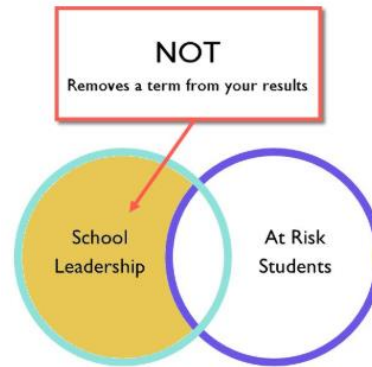 NOT
Removes a term from your results
School
Leadership
At Risk
Students